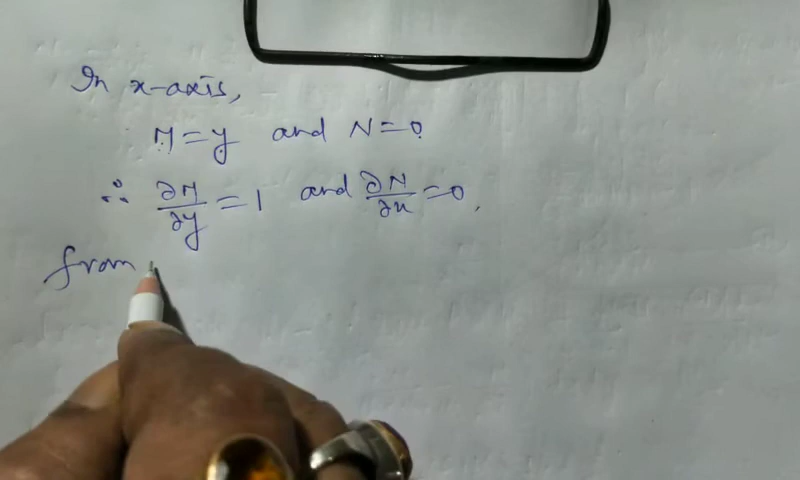 In x-axis,
M = y and N = 0
∴ ∂M/∂y = 1 and ∂N/∂x = 0,
from